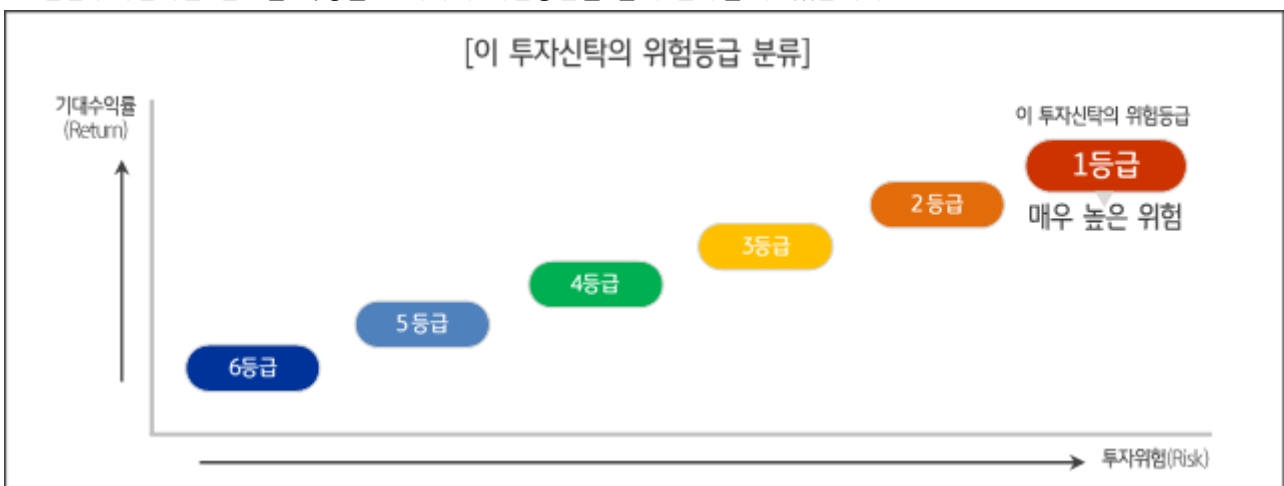 [이 투자신탁의 위험등급 분류]
기대수익률
(Return)
이 투자신탁의 위험등급
1등급
매우 높은 위험
2등급
3등급
4등급
5등급
6등급
투자위험(Risk)